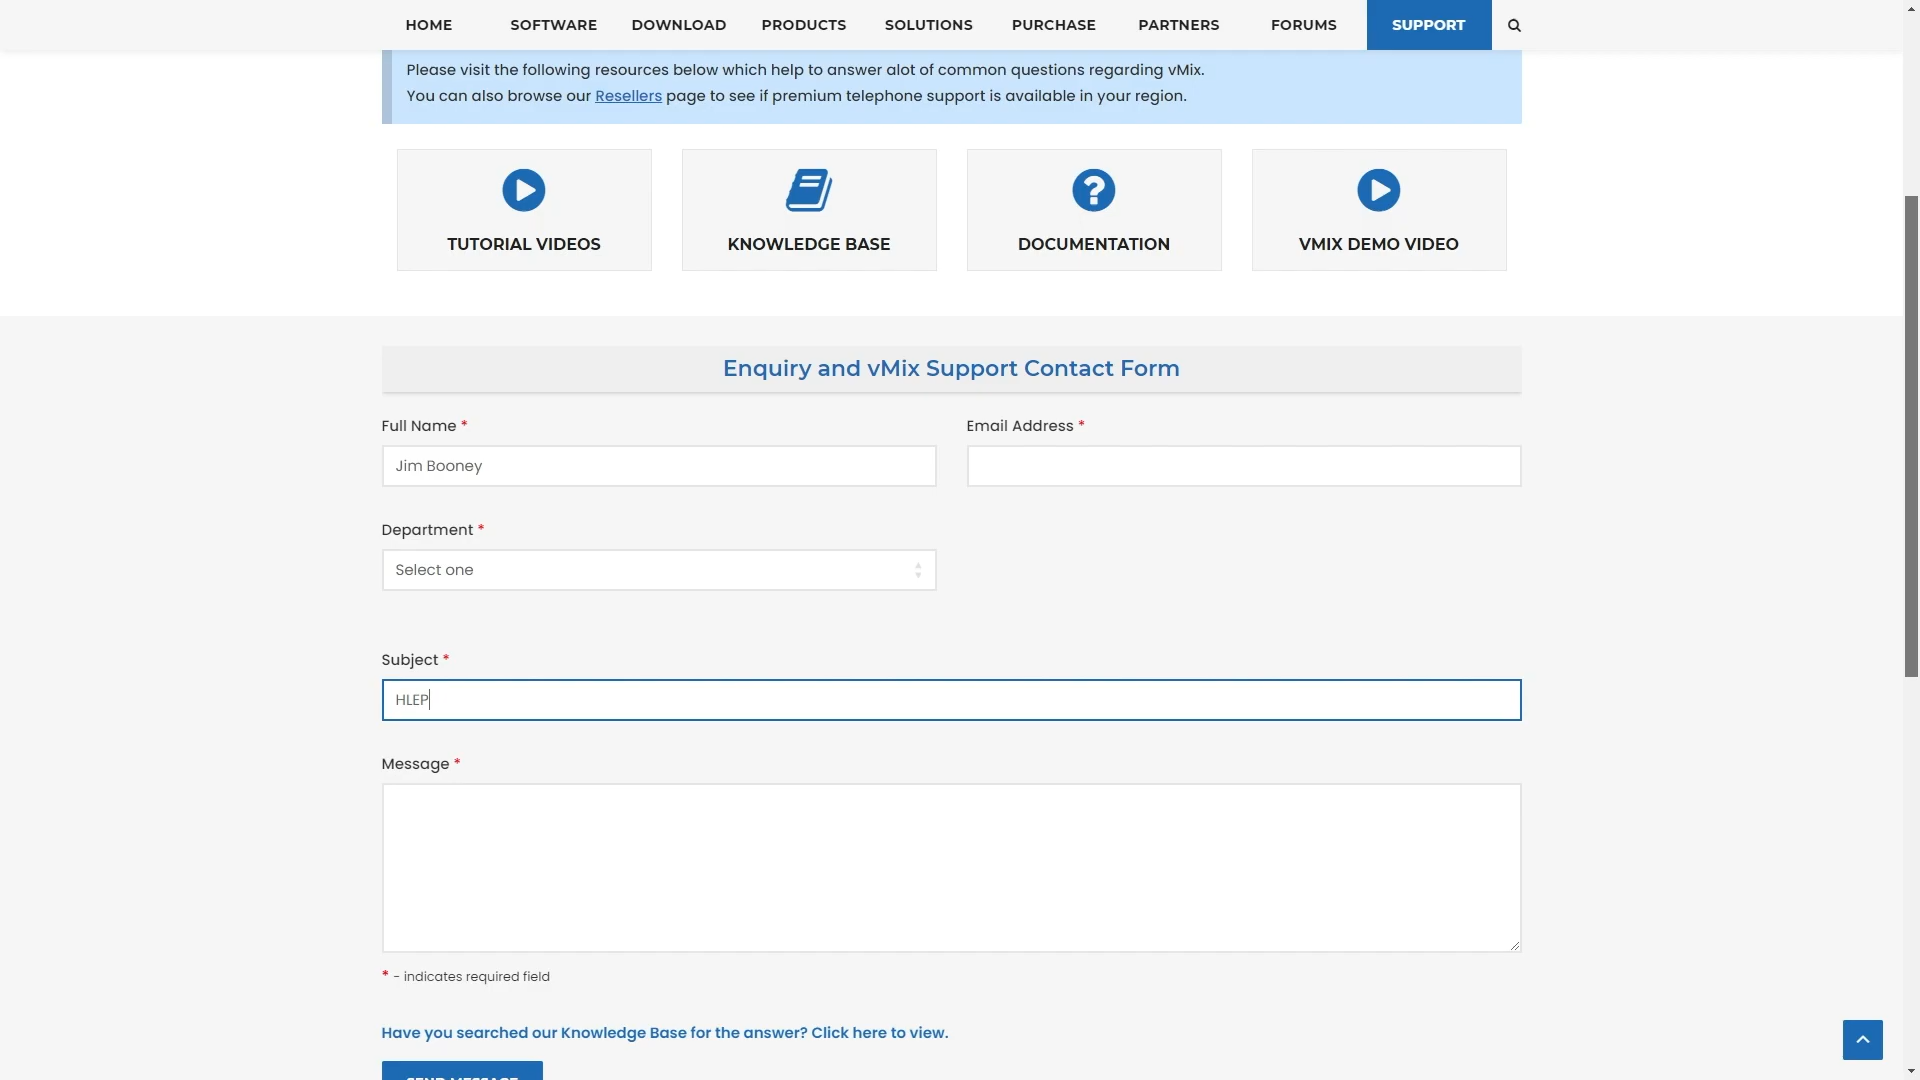 HOME SOFTWARE DOWNLOAD PRODUCTS SOLUTIONS PURCHASE PARTNERS FORUMS SUPPORT
Please visit the following resources below which help to answer alot of common questions regarding vMix.
You can also browse our Resellers page to see if premium telephone support is available in your region.
TUTORIAL VIDEOS KNOWLEDGE BASE DOCUMENTATION VMIX DEMO VIDEO
Enquiry and vMix Support Contact Form
Full Name * Email Address *
Jim Booney
Department *
Select one
Subject *
HLEP
Message *
* - indicates required field
Have you searched our Knowledge Base for the answer? Click here to view.
SEND MESSAGE